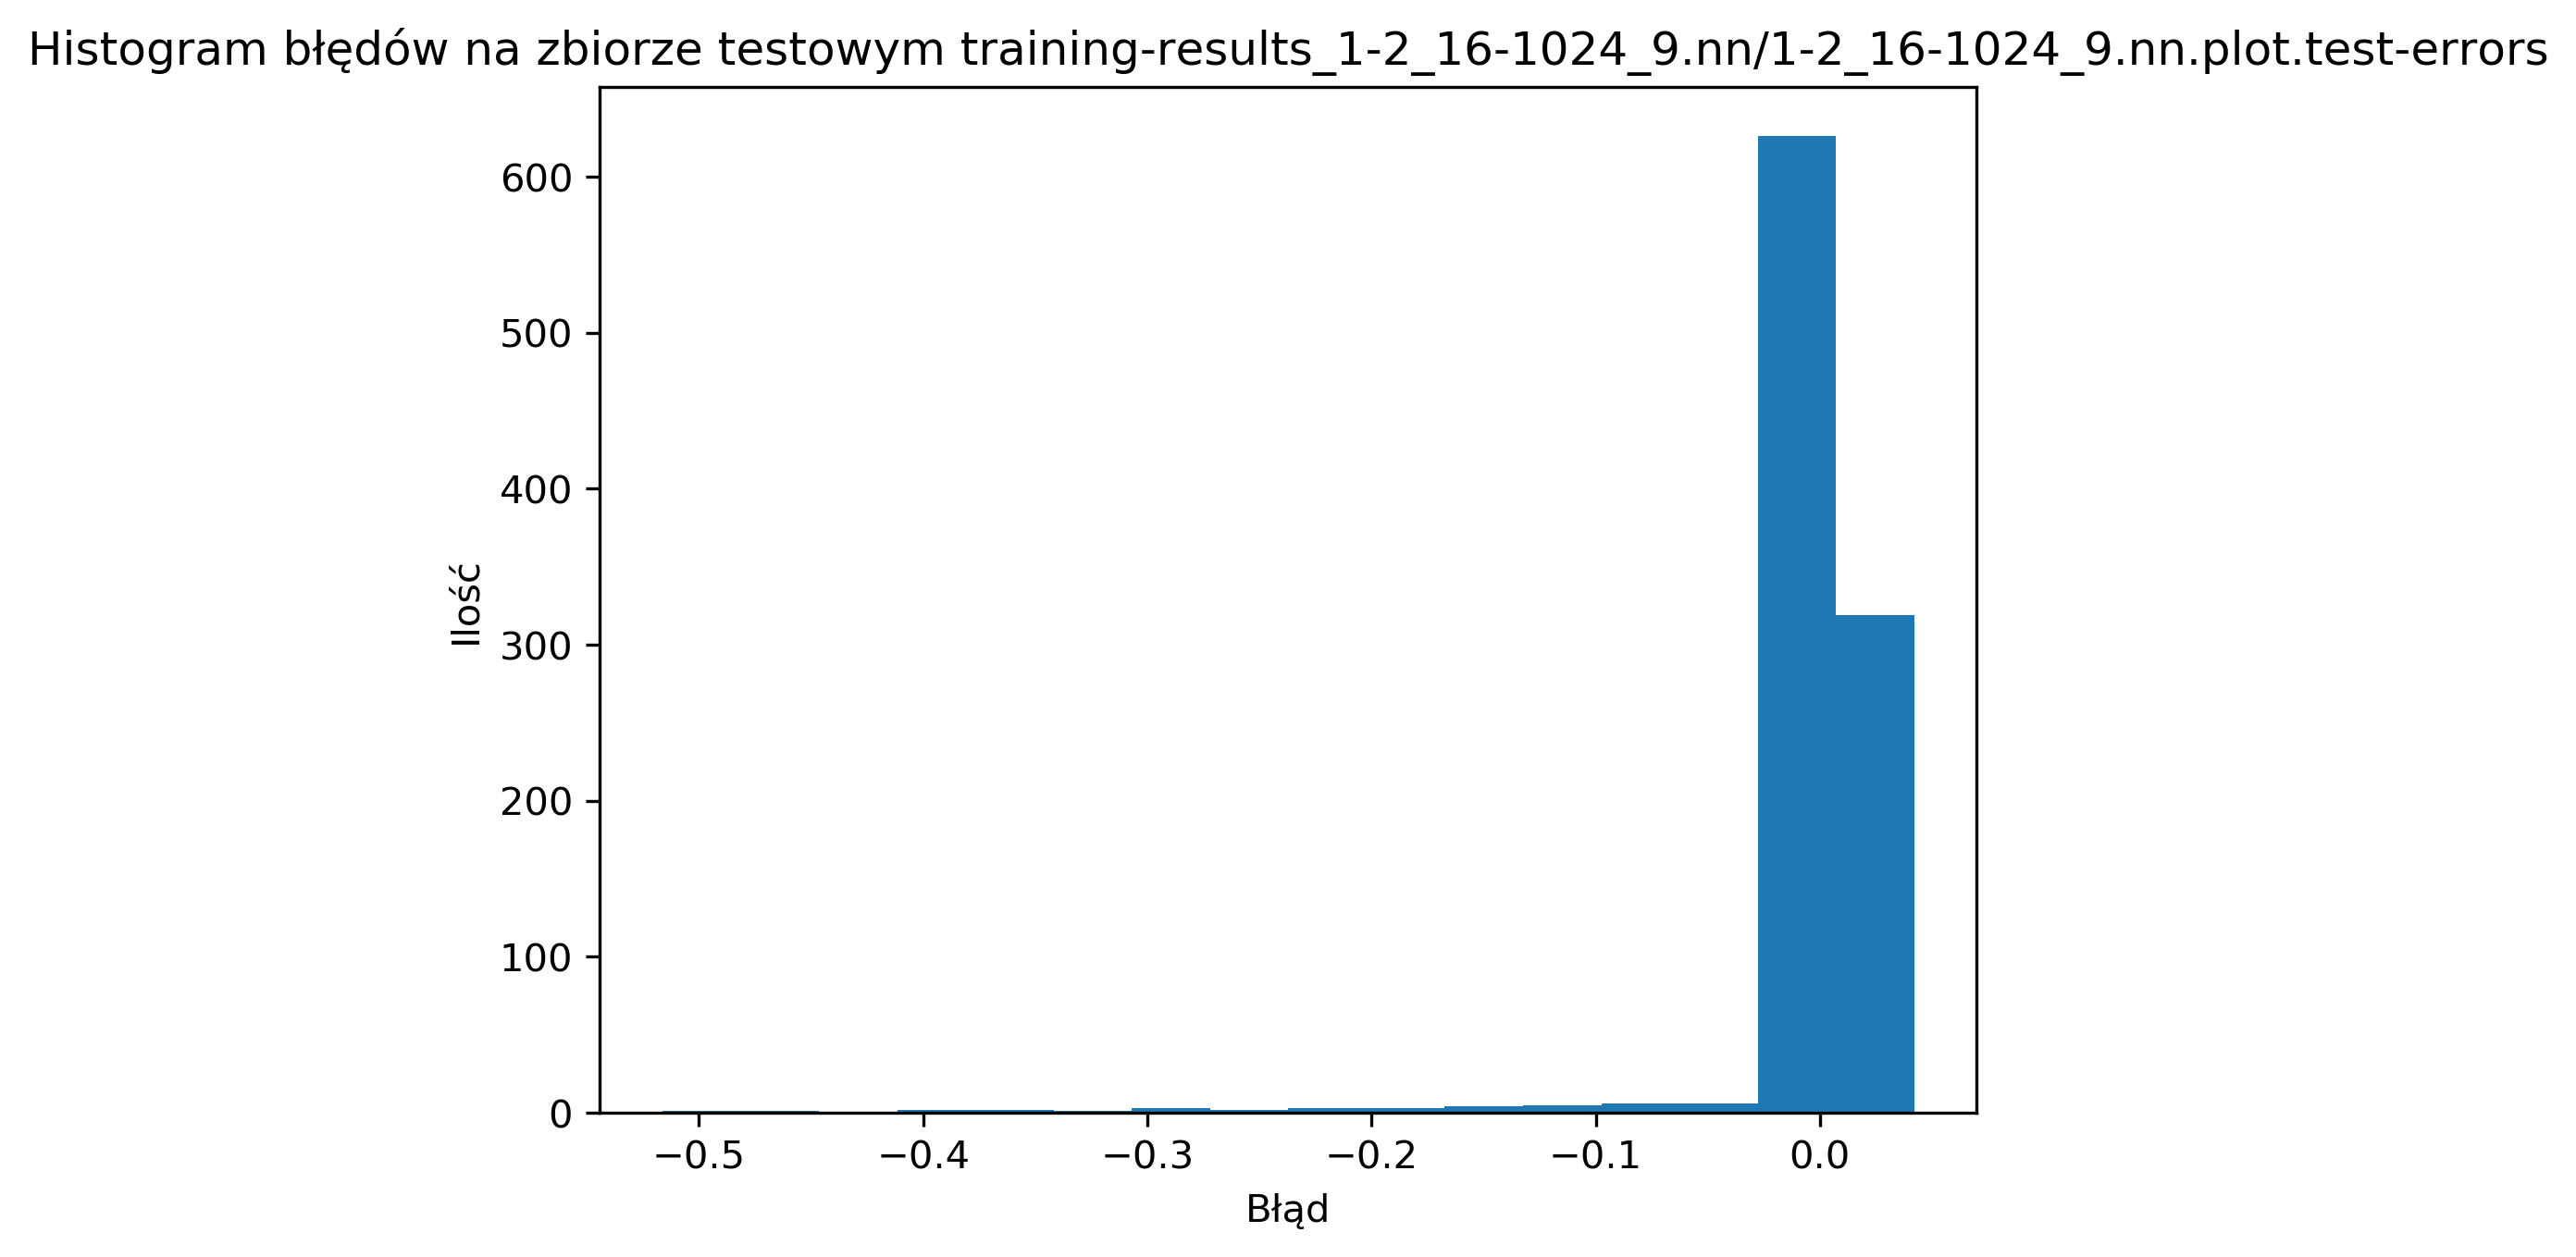 Histogram błędów na zbiorze testowym training-results_1-2_16-1024_9.nn/1-2_16-1024_9.nn.plot.test-errors
600
500
400
300
200
100
0
Ilość
−0.5 −0.4 −0.3 −0.2 −0.1 0.0
Błąd